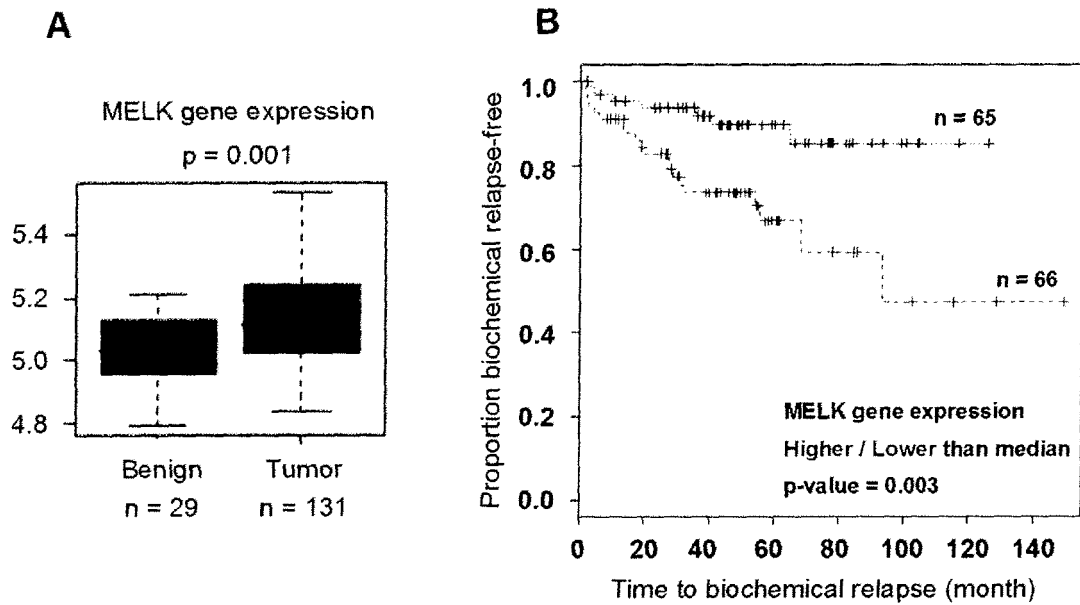 A
MELK gene expression
p = 0.001
5.4
5.2
5.0
4.8
Benign
Tumor
n = 29
n = 131
B
Proportion biochemical relapse-free
1.0
0.8
0.6
0.4
0.2
0.0
n = 65
n = 66
MELK gene expression
Higher / Lower than median
p-value = 0.003
0 20 40 60 80 100 120 140
Time to biochemical relapse (month)